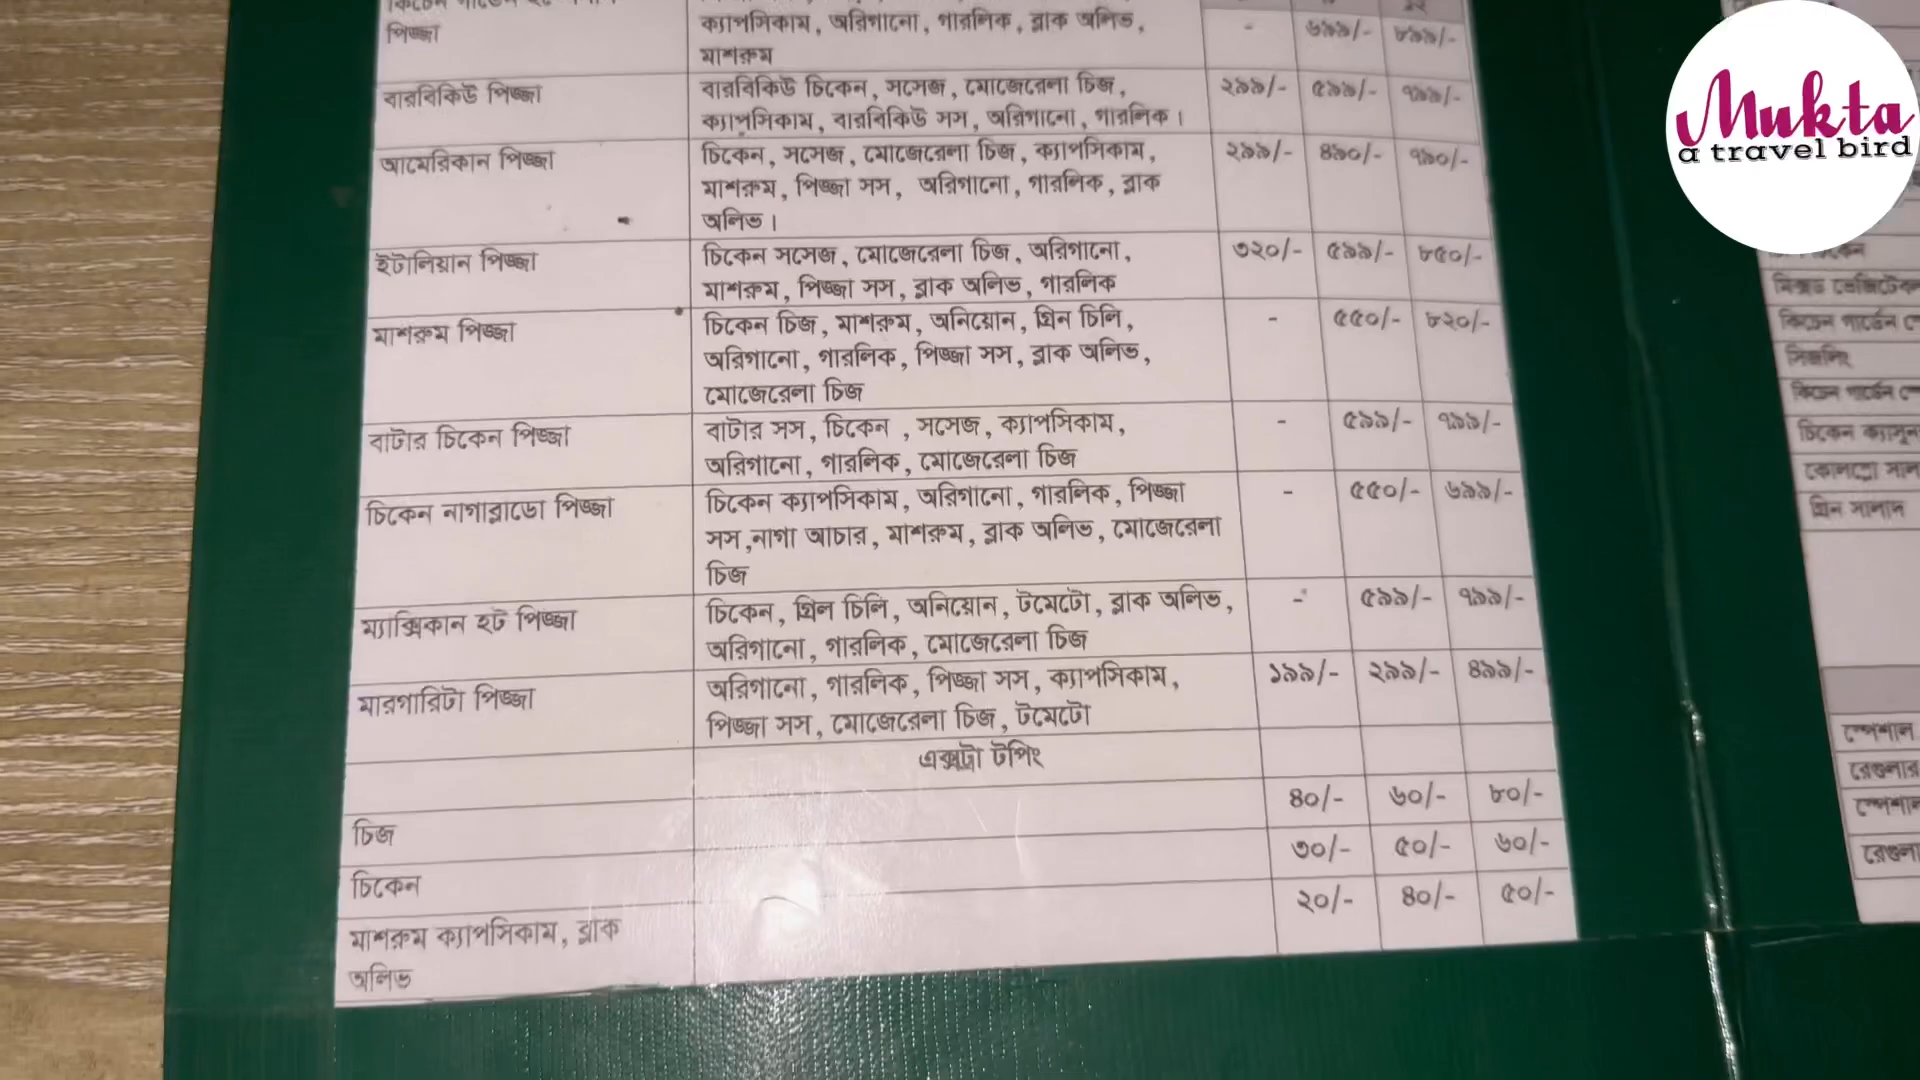 পিজ্জা
ক্যাপসিকাম, অরিগানো, গারলিক, ব্লাক অলিভ,
মাশরুম
-
৬৯৯/-
৮৯৯/-
বারবিকিউ পিজ্জা
বারবিকিউ চিকেন, সসেজ, মোজেরেলা চিজ,
ক্যাপসিকাম, বারবিকিউ সস, অরিগানো, গারলিক।
২৯৯/-
৫৯৯/-
৭৯৯/-
আমেরিকান পিজ্জা
চিকেন, সসেজ, মোজেরেলা চিজ, ক্যাপসিকাম,
মাশরুম, পিজ্জা সস, অরিগানো, গারলিক, ব্লাক
অলিভ।
২৯৯/-
৪৯০/-
৭৯০/-
ইটালিয়ান পিজ্জা
চিকেন সসেজ, মোজেরেলা চিজ, অরিগানো,
মাশরুম, পিজ্জা সস, ব্লাক অলিভ, গারলিক
৩২০/-
৫৯৯/-
৮৫০/-
মাশরুম পিজ্জা
চিকেন চিজ, মাশরুম, অনিয়োন, গ্রিন চিলি,
অরিগানো, গারলিক, পিজ্জা সস, ব্লাক অলিভ,
মোজেরেলা চিজ
-
৫৫০/-
৮২০/-
বাটার চিকেন পিজ্জা
বাটার সস, চিকেন , সসেজ, ক্যাপসিকাম,
অরিগানো, গারলিক, মোজেরেলা চিজ
-
৫৯৯/-
৭৯৯/-
চিকেন নাগাব্লাডো পিজ্জা
চিকেন ক্যাপসিকাম, অরিগানো, গারলিক, পিজ্জা
সস,নাগা আচার, মাশরুম, ব্লাক অলিভ, মোজেরেলা
চিজ
-
৫৫০/-
৬৯৯/-
ম্যাক্সিকান হট পিজ্জা
চিকেন, গ্রিল চিলি, অনিয়োন, টমেটো, ব্লাক অলিভ,
অরিগানো, গারলিক, মোজেরেলা চিজ
-
৫৯৯/-
৭৯৯/-
মারগারিটা পিজ্জা
অরিগানো, গারলিক, পিজ্জা সস, ক্যাপসিকাম,
পিজ্জা সস, মোজেরেলা চিজ, টমেটো
১৯৯/-
২৯৯/-
৪৯৯/-
এক্সট্রা টপিং
চিজ
৪০/-
৬০/-
৮০/-
চিকেন
৩০/-
৫০/-
৬০/-
মাশরুম ক্যাপসিকাম, ব্লাক
অলিভ
২০/-
৪০/-
৫০/-
Mukta
a travel bird
মিক্সড ভেজিটেবল
কিচেন গার্ডেন
সিজলিং
কিচেন গার্ডেন
চিকেন
গ্রিন সালাদ
স্পেশাল
রেগুলার
স্পেশাল